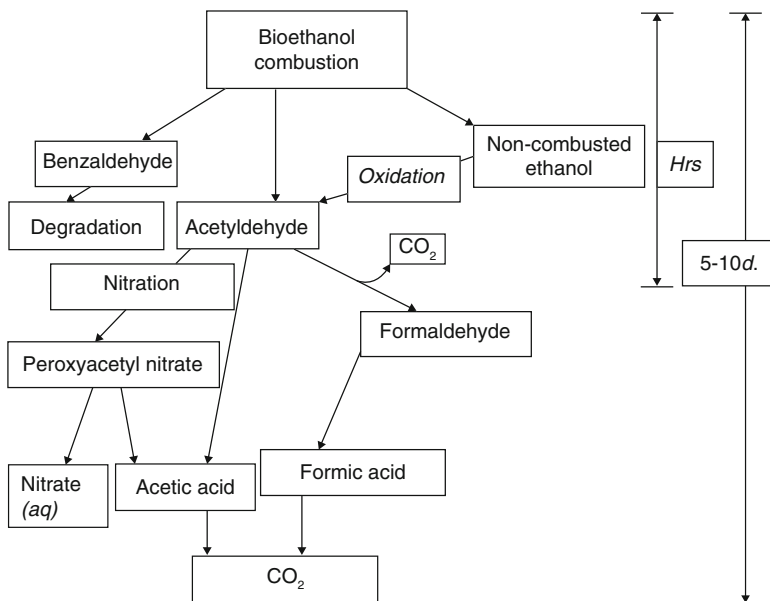 Bioethanol
combustion
Benzaldehyde
Non-combusted
ethanol
Hrs
Oxidation
Degradation
Acetyldehyde
CO₂
5-10d.
Nitration
Formaldehyde
Peroxyacetyl nitrate
Nitrate
(aq)
Acetic acid
Formic acid
CO₂